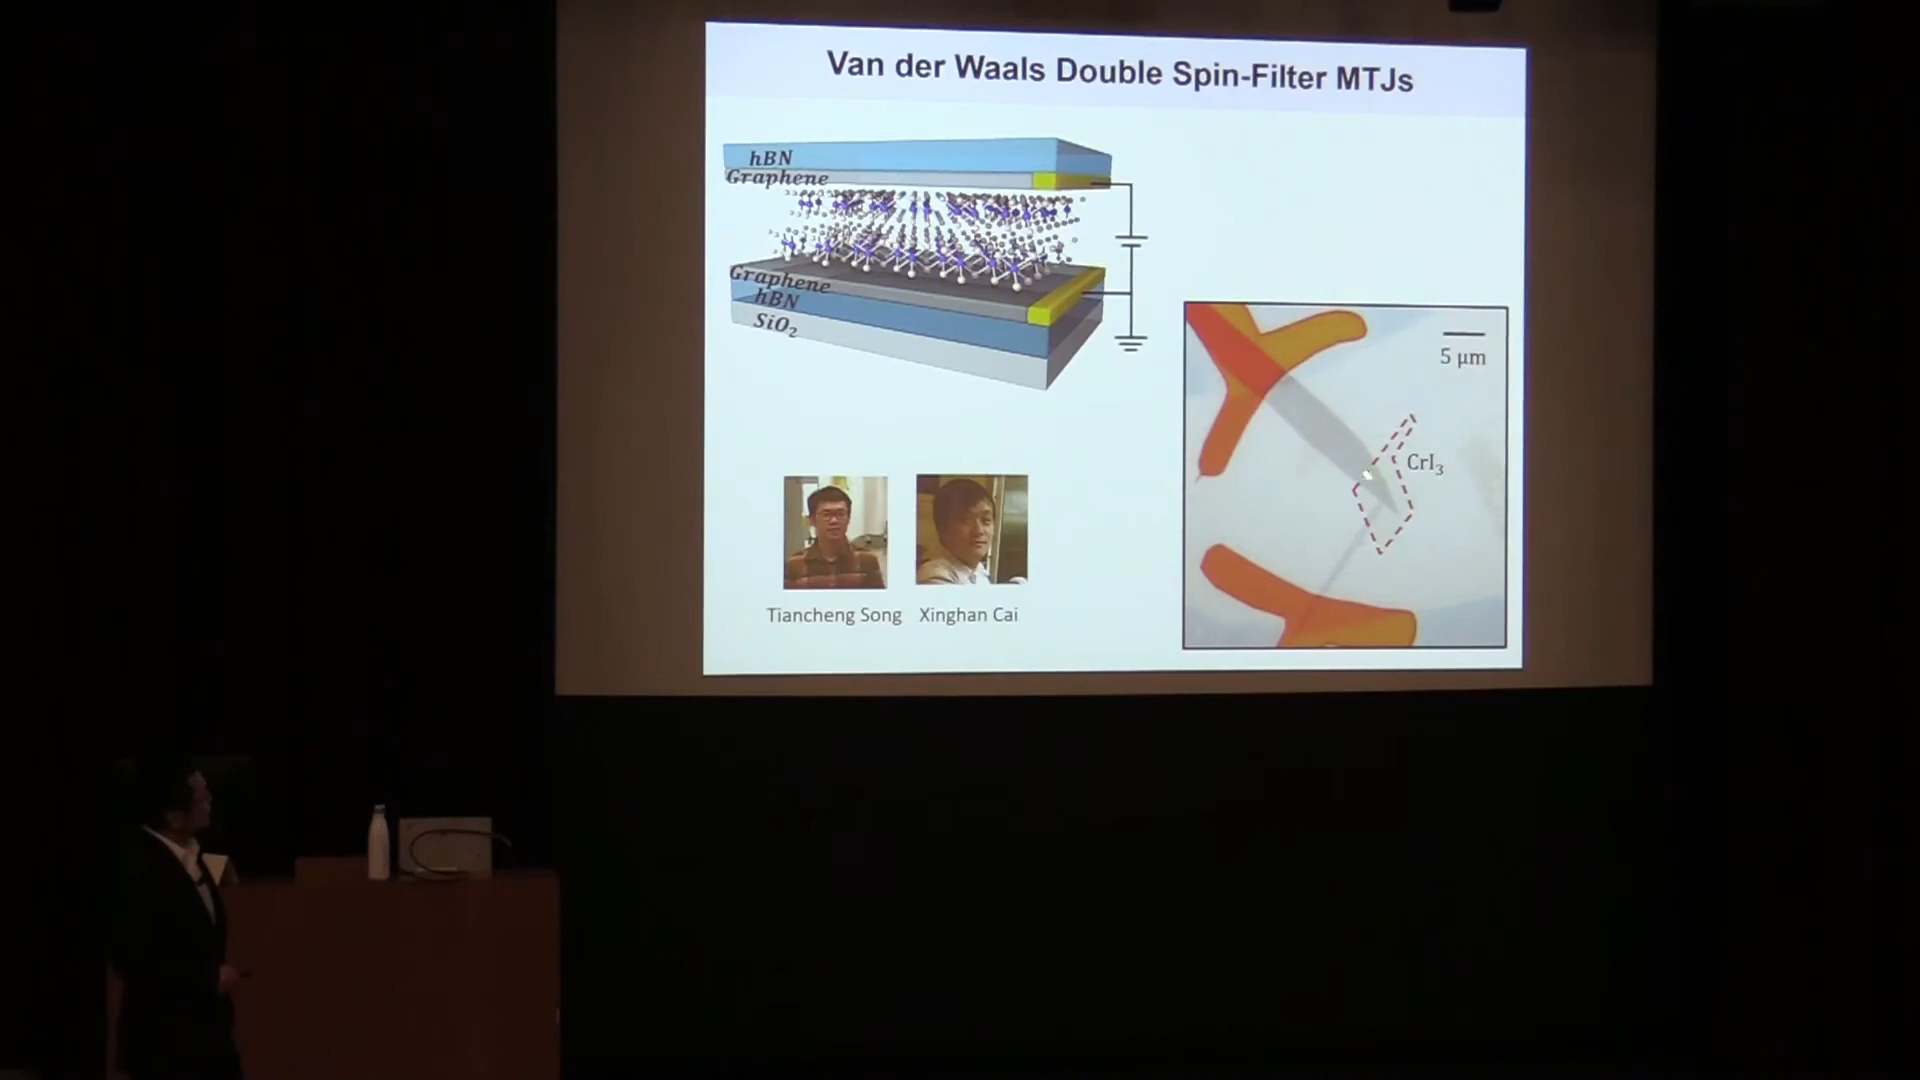 Van der Waals Double Spin-Filter MTJs
hBN
Graphene
Graphene
hBN
SiO₂
5 µm
CrI₃
Tiancheng Song
Xinghan Cai